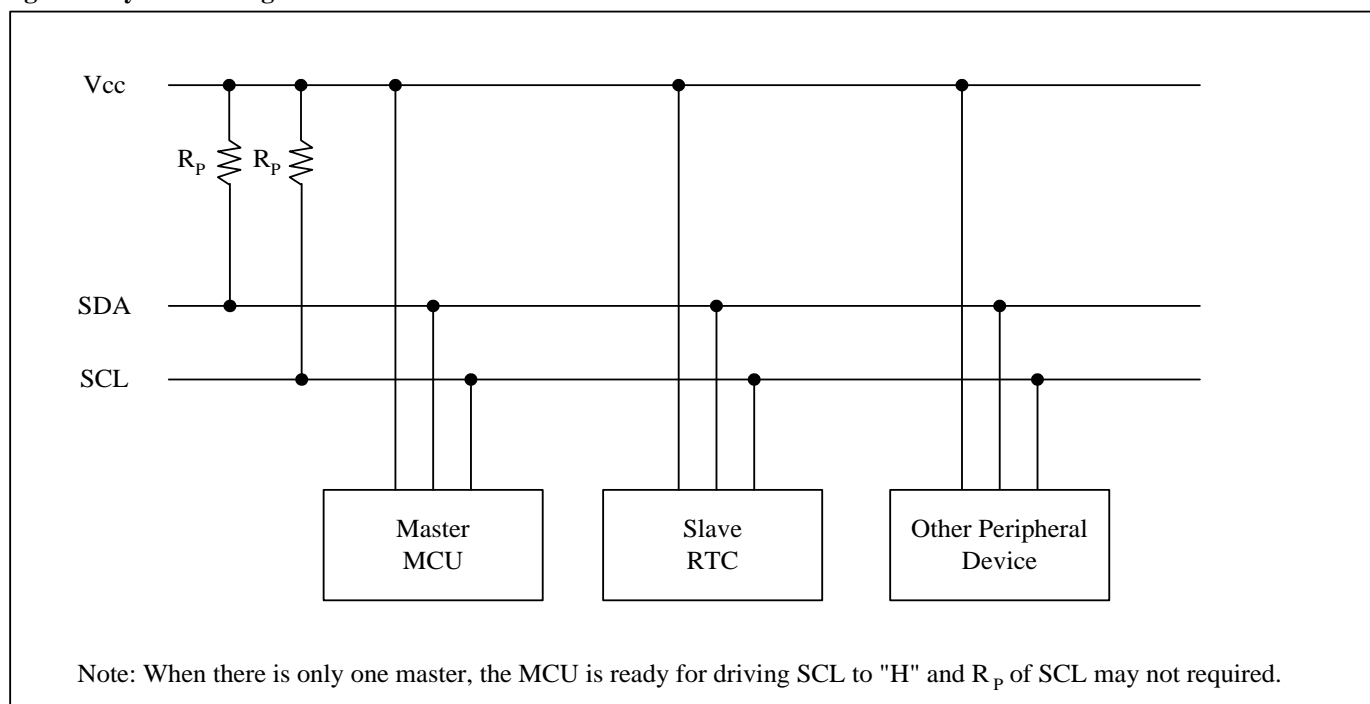 Vcc
R_P R_P
SDA
SCL
Master
MCU
Slave
RTC
Other Peripheral
Device
Note: When there is only one master, the MCU is ready for driving SCL to "H" and R_P of SCL may not required.